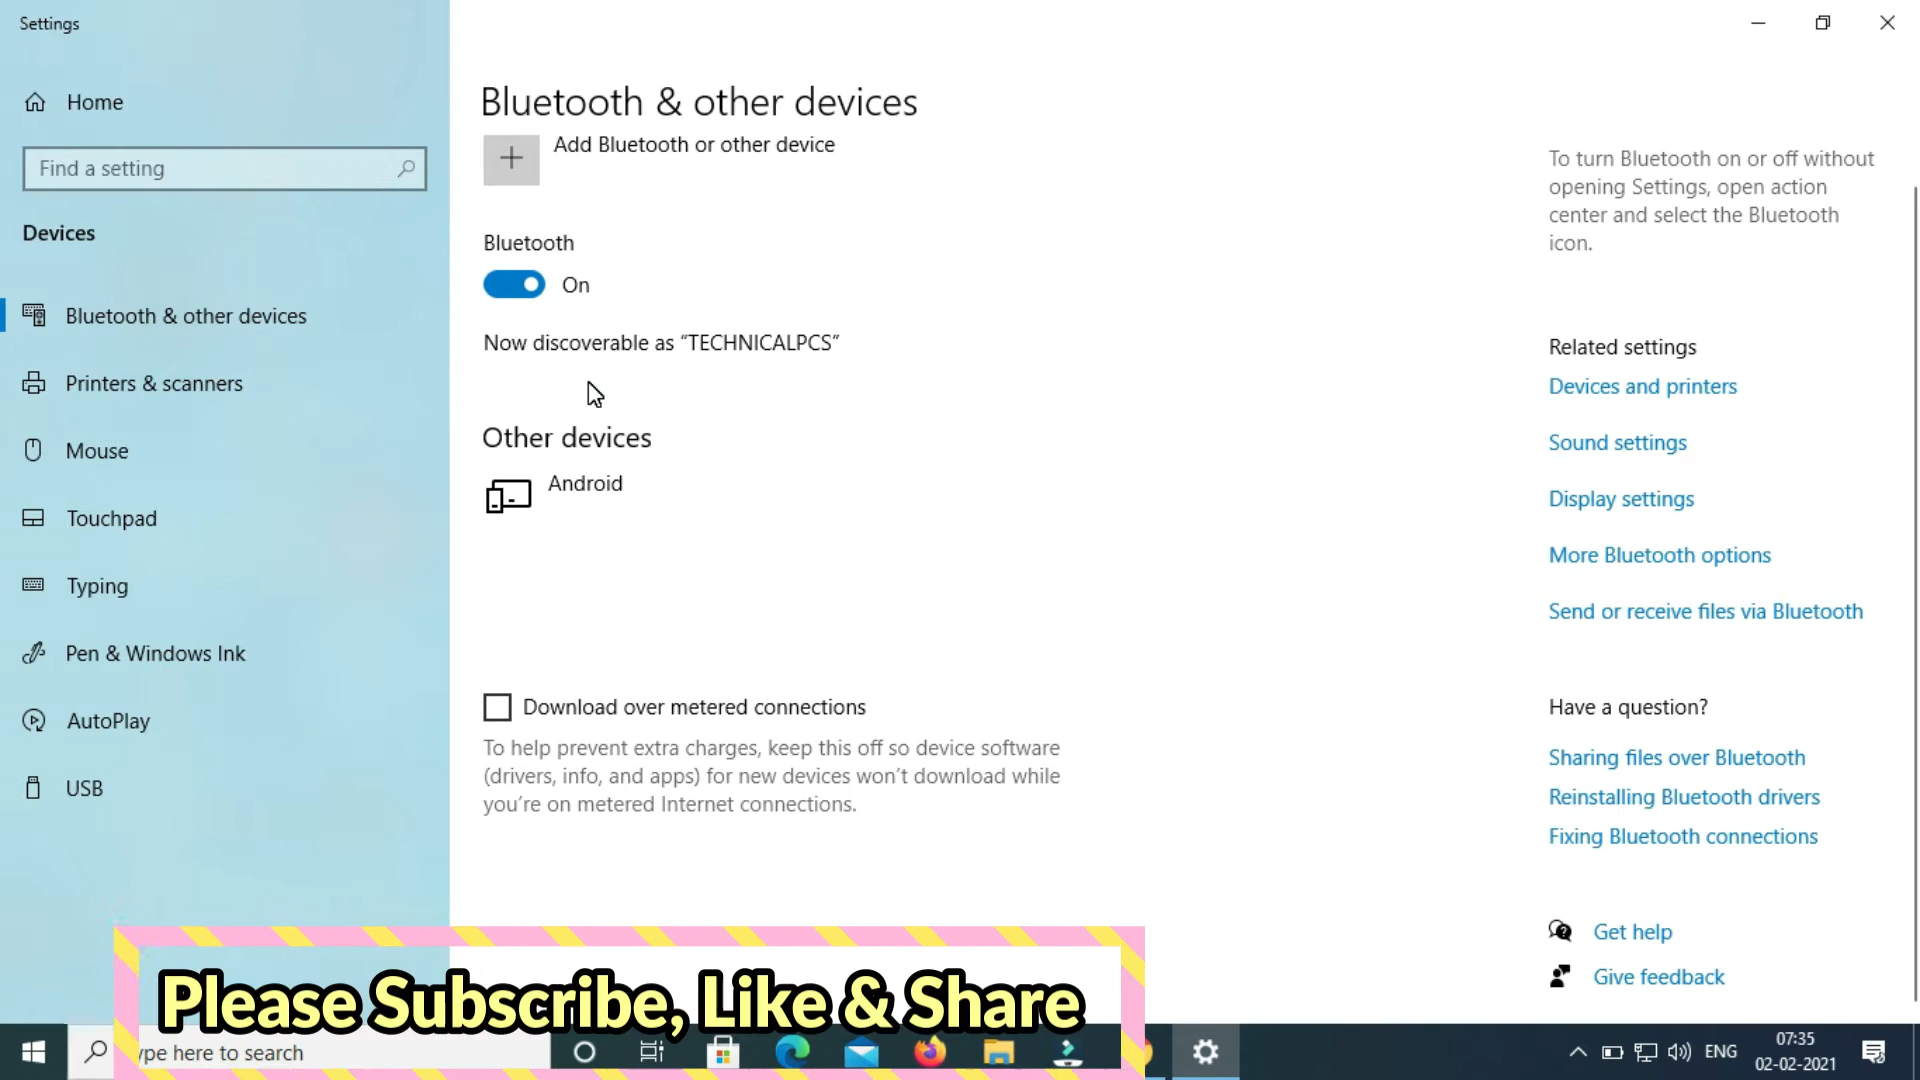 Settings
Home
Find a setting
Devices
Bluetooth & other devices
Printers & scanners
Mouse
Touchpad
Typing
Pen & Windows Ink
AutoPlay
USB
Bluetooth & other devices
Add Bluetooth or other device
Bluetooth
On
Now discoverable as “TECHNICALPCS”
Other devices
Android
Download over metered connections
To help prevent extra charges, keep this off so device software
(drivers, info, and apps) for new devices won’t download while
you’re on metered Internet connections.
To turn Bluetooth on or off without
opening Settings, open action
center and select the Bluetooth
icon.
Related settings
Devices and printers
Sound settings
Display settings
More Bluetooth options
Send or receive files via Bluetooth
Have a question?
Sharing files over Bluetooth
Reinstalling Bluetooth drivers
Fixing Bluetooth connections
Get help
Give feedback
Please Subscribe, Like & Share
ype here to search
ENG
07:35
02-02-2021